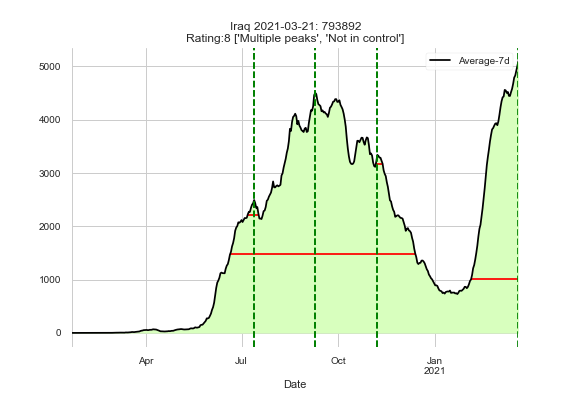 Iraq 2021-03-21: 793892
Rating:8 ['Multiple peaks', 'Not in control']
Average-7d
5000
4000
3000
2000
1000
0
Apr
Jul
Oct
Jan
2021
Date